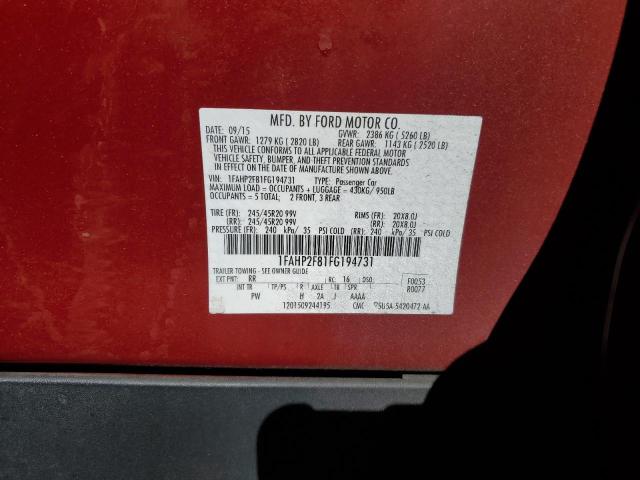 MFD. BY FORD MOTOR CO.
DATE: 09/15 GVWR: 2386 KG ( 5260 LB)
FRONT GAWR: 1279 KG ( 2820 LB) REAR GAWR: 1143 KG ( 2520 LB)
THIS VEHICLE CONFORMS TO ALL APPLICABLE FEDERAL MOTOR
VEHICLE SAFETY, BUMPER, AND THEFT PREVENTION STANDARDS
IN EFFECT ON THE DATE OF MANUFACTURE SHOWN ABOVE.
VIN: 1FAHP2F81FG194731 TYPE: Passenger Car
MAXIMUM LOAD = OCCUPANTS + LUGGAGE = 430KG/ 950LB
OCCUPANTS = 5 TOTAL 2 FRONT, 3 REAR
TIRE (FR): 245/45R20 99V RIMS (FR): 20X8.0J
(RR): 245/45R20 99V (RR): 20X8.0J
PRESSURE (FR): 240 kPa/ 35 PSI COLD (RR): 240 kPa/ 35 PSI COLD
1FAHP2F81FG194731
TRAILER TOWING - SEE OWNER GUIDE
EXT PNT: RR RC: 16 DSO: F0053
R0077
INT TR TP/PS R AXLE TR SPR
PW H 2A J AAAA
1201509244195 CMC 5U5A-5420472-AA